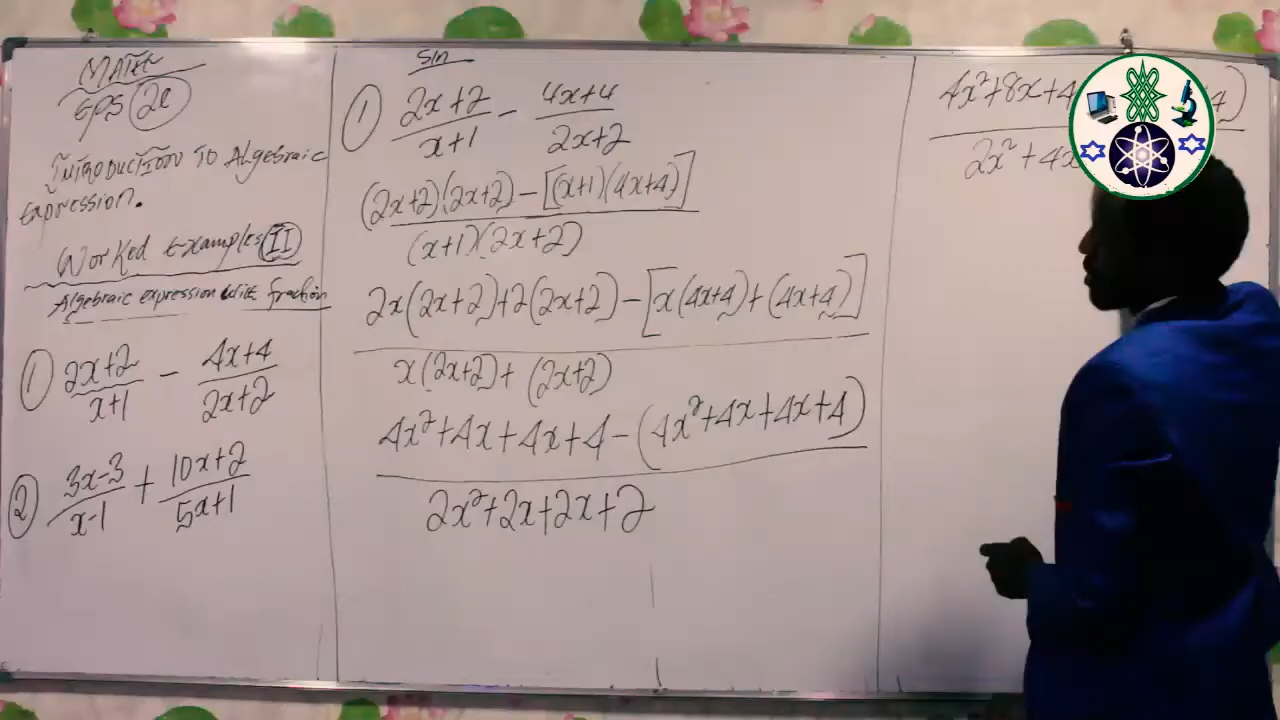 MATH
EPS 2e
Introduction To Algebraic
Expression.
Worked Examples II
Algebraic expression with fraction
① 2x+2/x+1 − 4x+4/2x+2
② 3x-3/x-1 + 10x+2/5x+1
Sln
① 2x+2/x+1 − 4x+4/2x+2
(2x+2)(2x+2) − [(x+1)(4x+4)]
(x+1)(2x+2)
2x(2x+2)+2(2x+2) − [x(4x+4)+(4x+4)]
x(2x+2)+ (2x+2)
4x²+4x+4x+4 − (4x²+4x+4x+4)
2x²+2x+2x+2
4x²+8x+4 4)
2x² + 4x